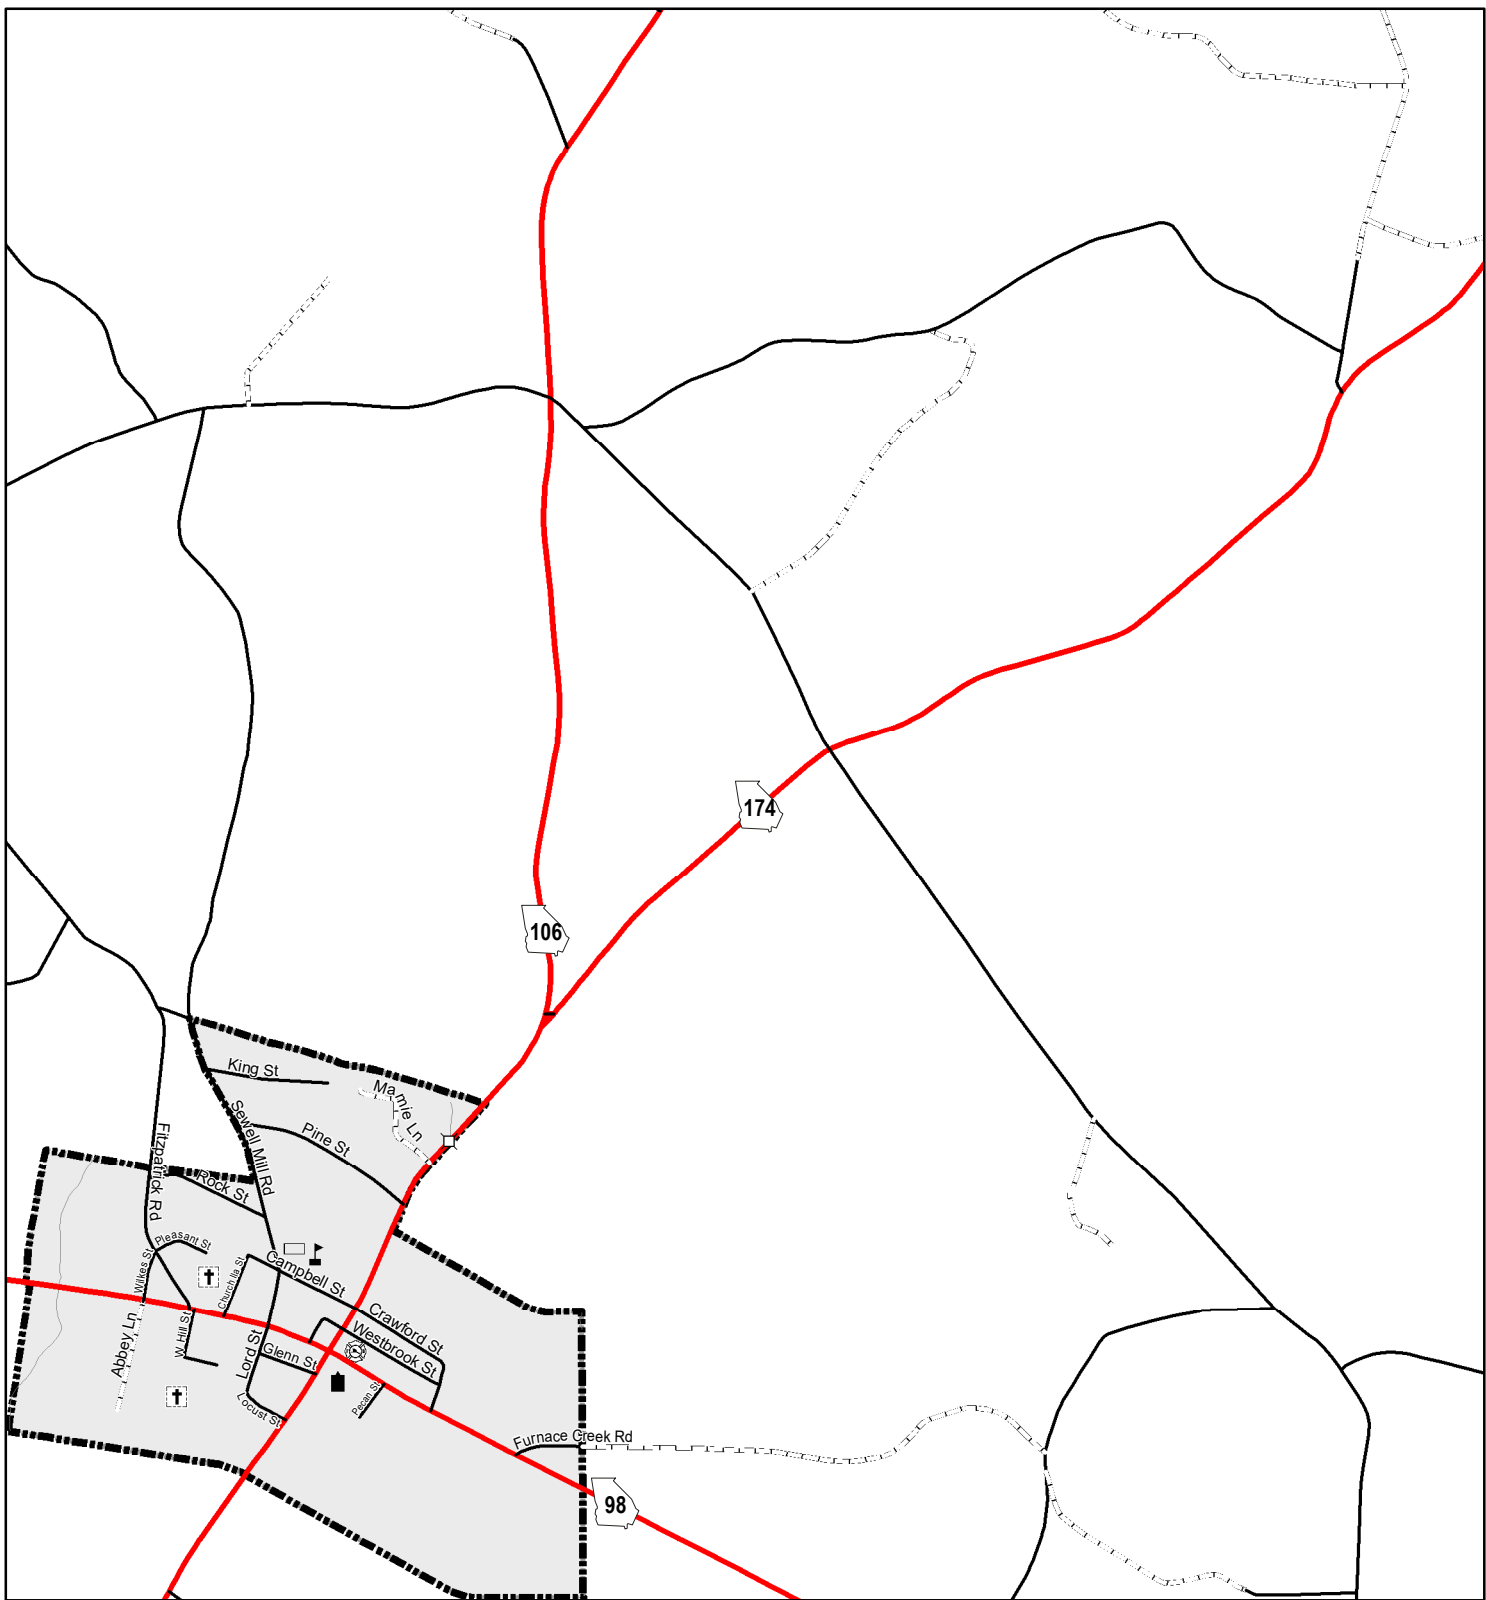 174
106
King St
Mamie Ln
Sewell Mill Rd
Pine St
Fitzpatrick Rd
Rock St
Pleasant St
Wilkes St
Church Ila St
Campbell St
Crawford St
Westbrook St
W. Hill St
Abbey Ln
Lord St
Glenn St
Pecan St
Locust St
Furnace Creek Rd
98